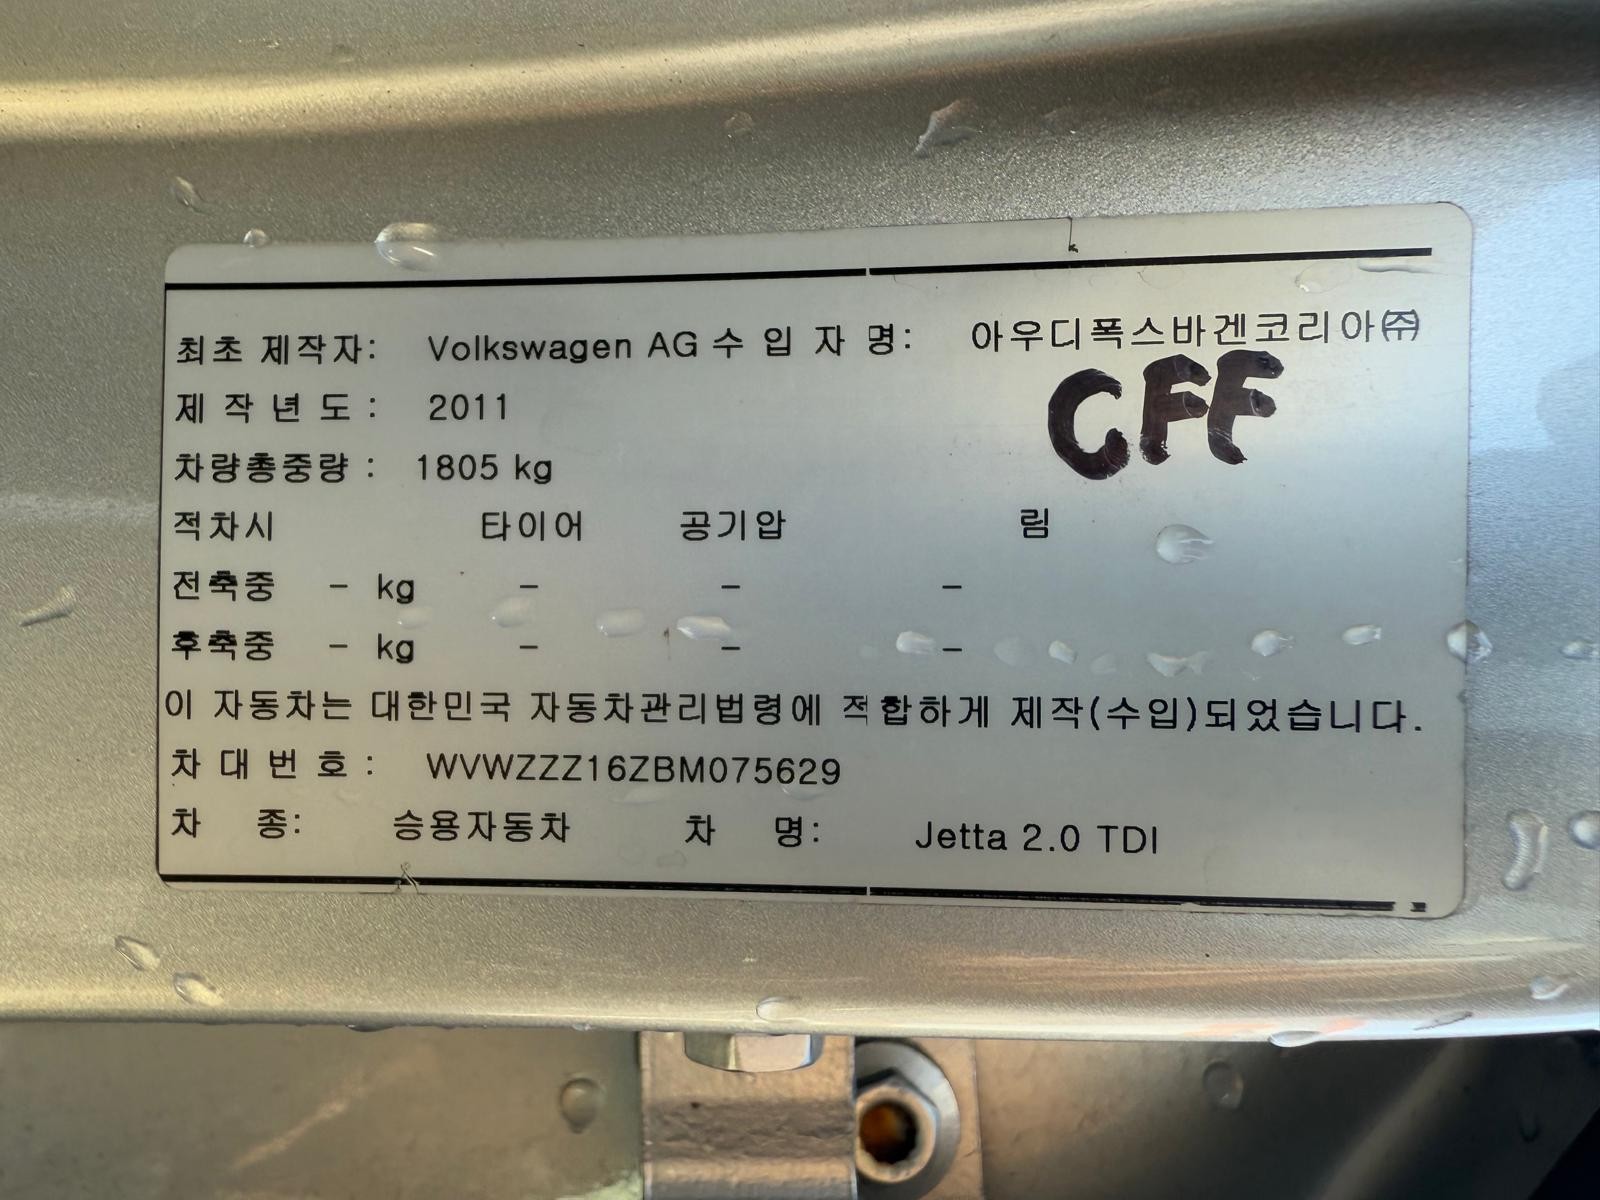 최초 제작자: Volkswagen AG 수 입 자 명: 아우디폭스바겐코리아㈜
제 작 년 도 : 2011
CFF
차량총중량 : 1805 kg
적차시 타이어 공기압 림
전축중 - kg - - -
후축중 - kg - - -
이 자동차는 대한민국 자동차관리법령에 적합하게 제작(수입)되었습니다.
차 대 번 호 : WVWZZZ16ZBM075629
차 종: 승용자동차 차 명: Jetta 2.0 TDI